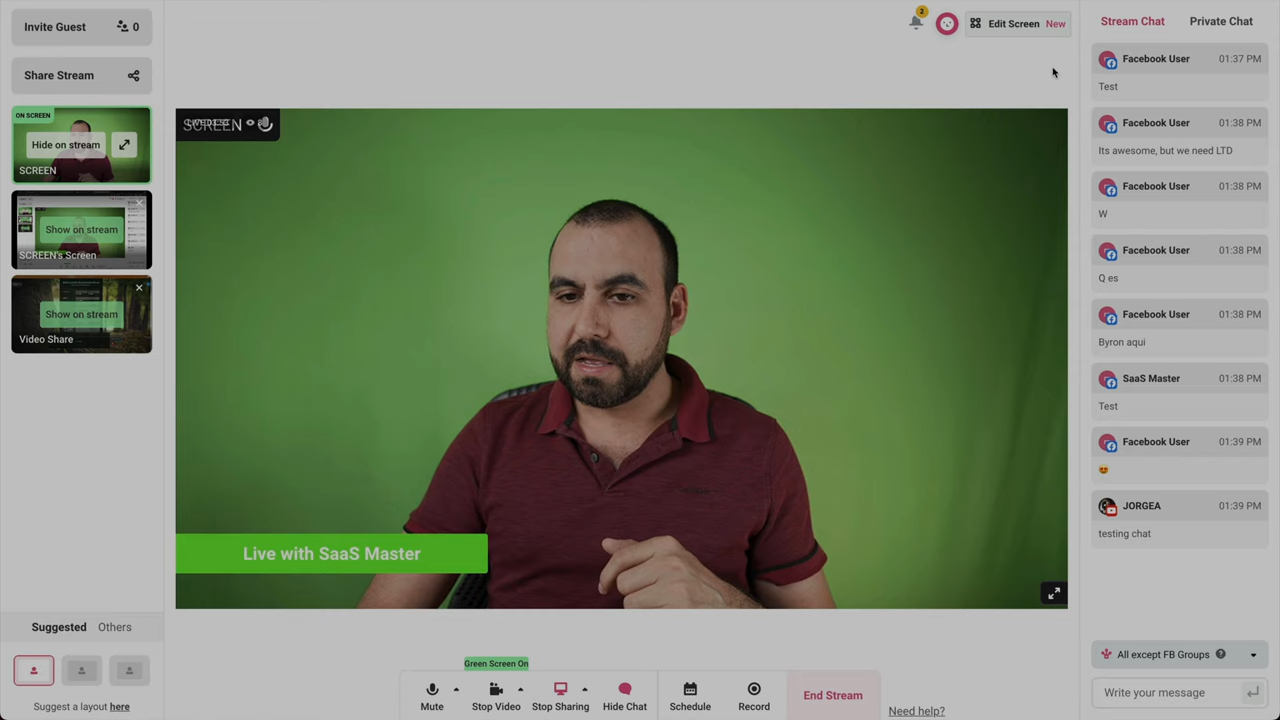 Invite Guest 0
Share Stream
ON SCREEN
Hide on stream
SCREEN
Show on stream
SCREEN's Screen
Show on stream
Video Share
Suggested Others
Suggest a layout here
2
Edit Screen New
SCREEN
Live with SaaS Master
Green Screen On
Mute
Stop Video
Stop Sharing
Hide Chat
Schedule
Record
End Stream
Need help?
Stream Chat Private Chat
Facebook User 01:37 PM
Test
Facebook User 01:38 PM
Its awesome, but we need LTD
Facebook User 01:38 PM
W
Facebook User 01:38 PM
Q es
Facebook User 01:38 PM
Byron aqui
SaaS Master 01:38 PM
Test
Facebook User 01:39 PM
😍
JORGEA 01:39 PM
testing chat
All except FB Groups ?
Write your message